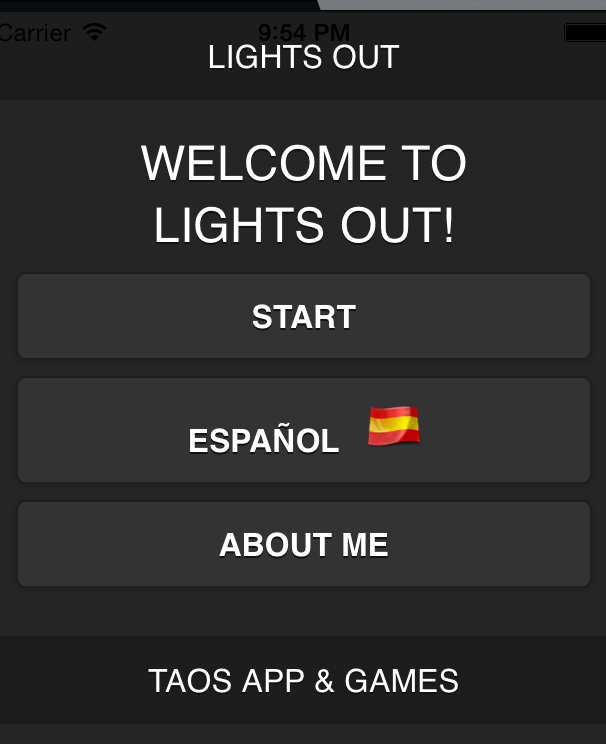 Carrier 9:54 PM
LIGHTS OUT
WELCOME TO
LIGHTS OUT!
START
ESPAÑOL
ABOUT ME
TAOS APP & GAMES